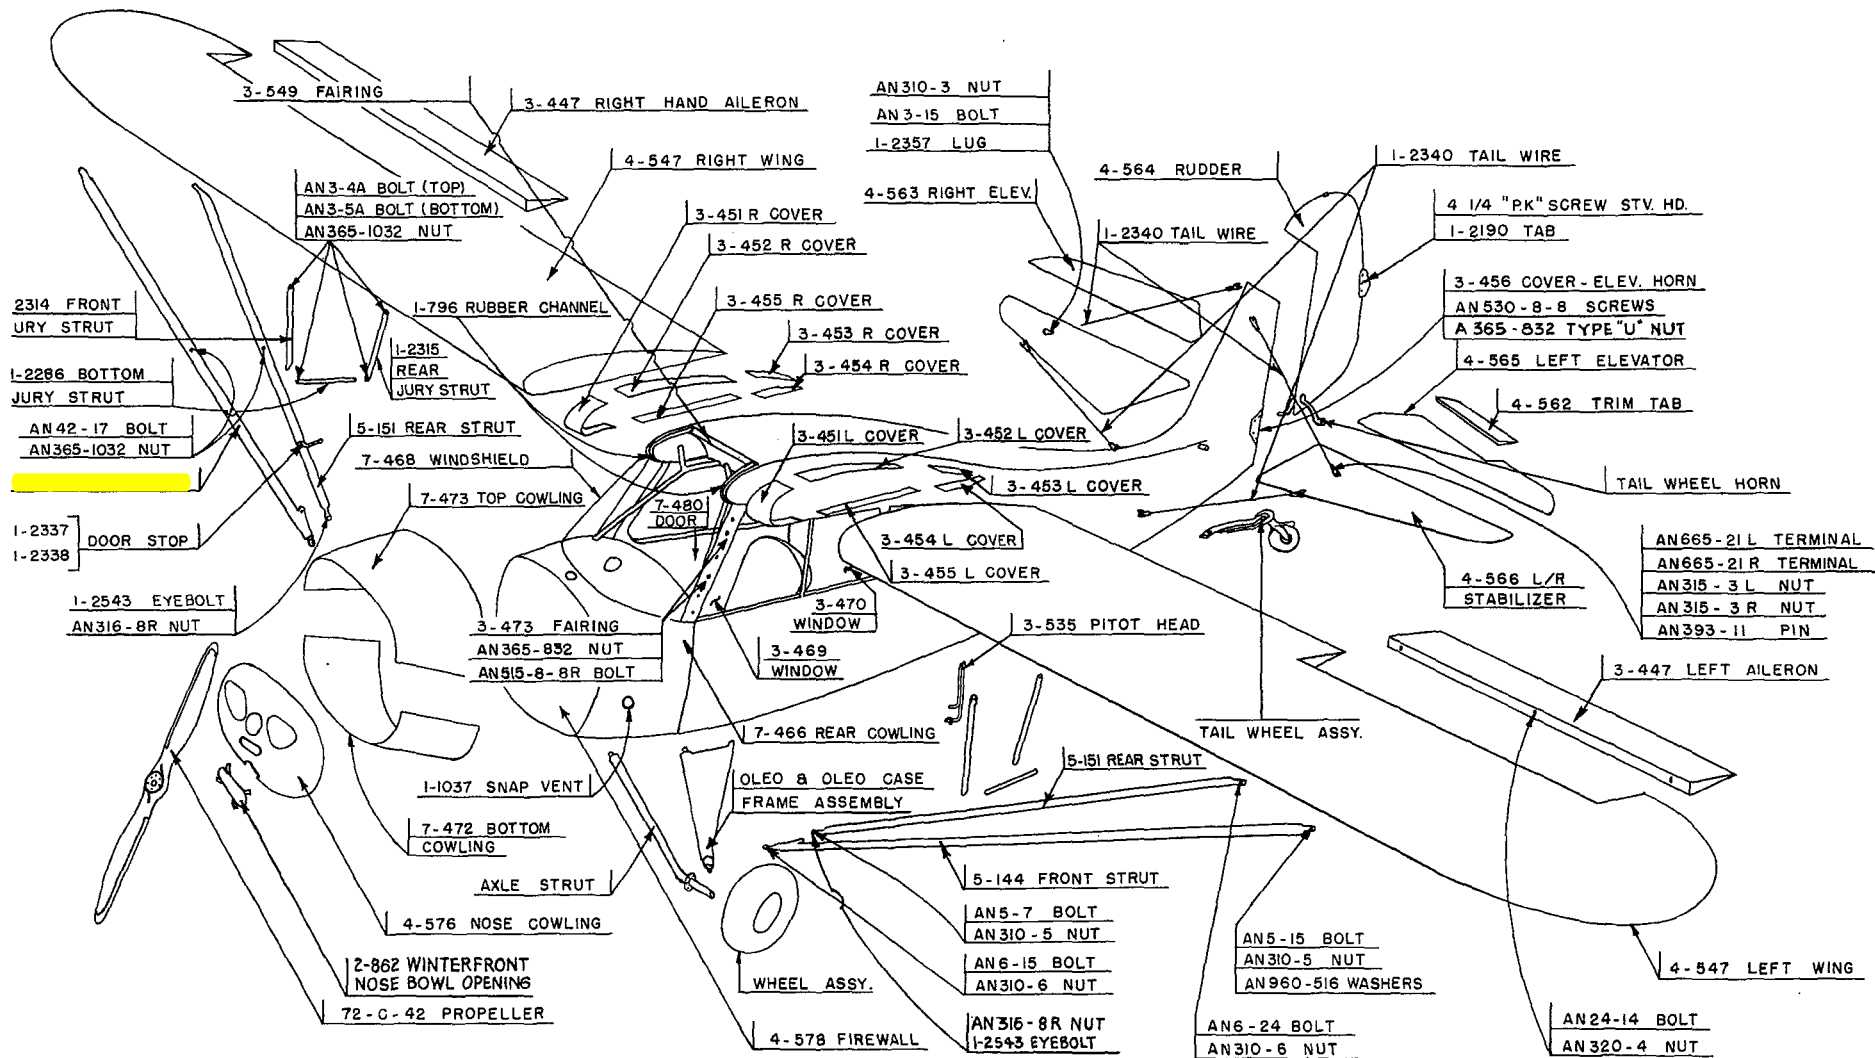 3-549 FAIRING
3-447 RIGHT HAND AILERON
4-547 RIGHT WING
AN310-3 NUT
AN3-15 BOLT
1-2357 LUG
4-563 RIGHT ELEV.
4-564 RUDDER
1-2340 TAIL WIRE
1-2340 TAIL WIRE
4 1/4 "P.K" SCREW STV. HD.
1-2190 TAB
3-456 COVER-ELEV. HORN
AN530-8-8 SCREWS
A 365-832 TYPE "U" NUT
4-565 LEFT ELEVATOR
4-562 TRIM TAB
AN3-4A BOLT (TOP)
AN3-5A BOLT (BOTTOM)
AN365-1032 NUT
3-451 R COVER
3-452 R COVER
3-455 R COVER
3-453 R COVER
3-454 R COVER
2314 FRONT
URY STRUT
1-796 RUBBER CHANNEL
1-2315
REAR
JURY STRUT
1-2286 BOTTOM
JURY STRUT
AN42-17 BOLT
AN365-1032 NUT
5-151 REAR STRUT
7-468 WINDSHIELD
7-473 TOP COWLING
3-451L COVER
3-452 L COVER
3-453 L COVER
3-454 L COVER
3-455 L COVER
7-480
DOOR
TAIL WHEEL HORN
1-2337
1-2338
DOOR STOP
1-2543 EYEBOLT
AN316-8R NUT
3-473 FAIRING
AN365-832 NUT
AN515-8-8R BOLT
3-470
WINDOW
3-469
WINDOW
3-535 PITOT HEAD
4-566 L/R
STABILIZER
AN665-21L TERMINAL
AN665-21R TERMINAL
AN315-3L NUT
AN315-3R NUT
AN393-11 PIN
3-447 LEFT AILERON
7-466 REAR COWLING
TAIL WHEEL ASSY.
1-1037 SNAP VENT
OLEO & OLEO CASE
FRAME ASSEMBLY
5-151 REAR STRUT
7-472 BOTTOM
COWLING
AXLE STRUT
5-144 FRONT STRUT
4-576 NOSE COWLING
AN5-7 BOLT
AN310-5 NUT
AN6-15 BOLT
AN310-6 NUT
AN5-15 BOLT
AN310-5 NUT
AN960-516 WASHERS
2-862 WINTERFRONT
NOSE BOWL OPENING
WHEEL ASSY.
4-547 LEFT WING
72-C-42 PROPELLER
4-578 FIREWALL
AN316-8R NUT
1-2543 EYEBOLT
AN6-24 BOLT
AN310-6 NUT
AN24-14 BOLT
AN320-4 NUT